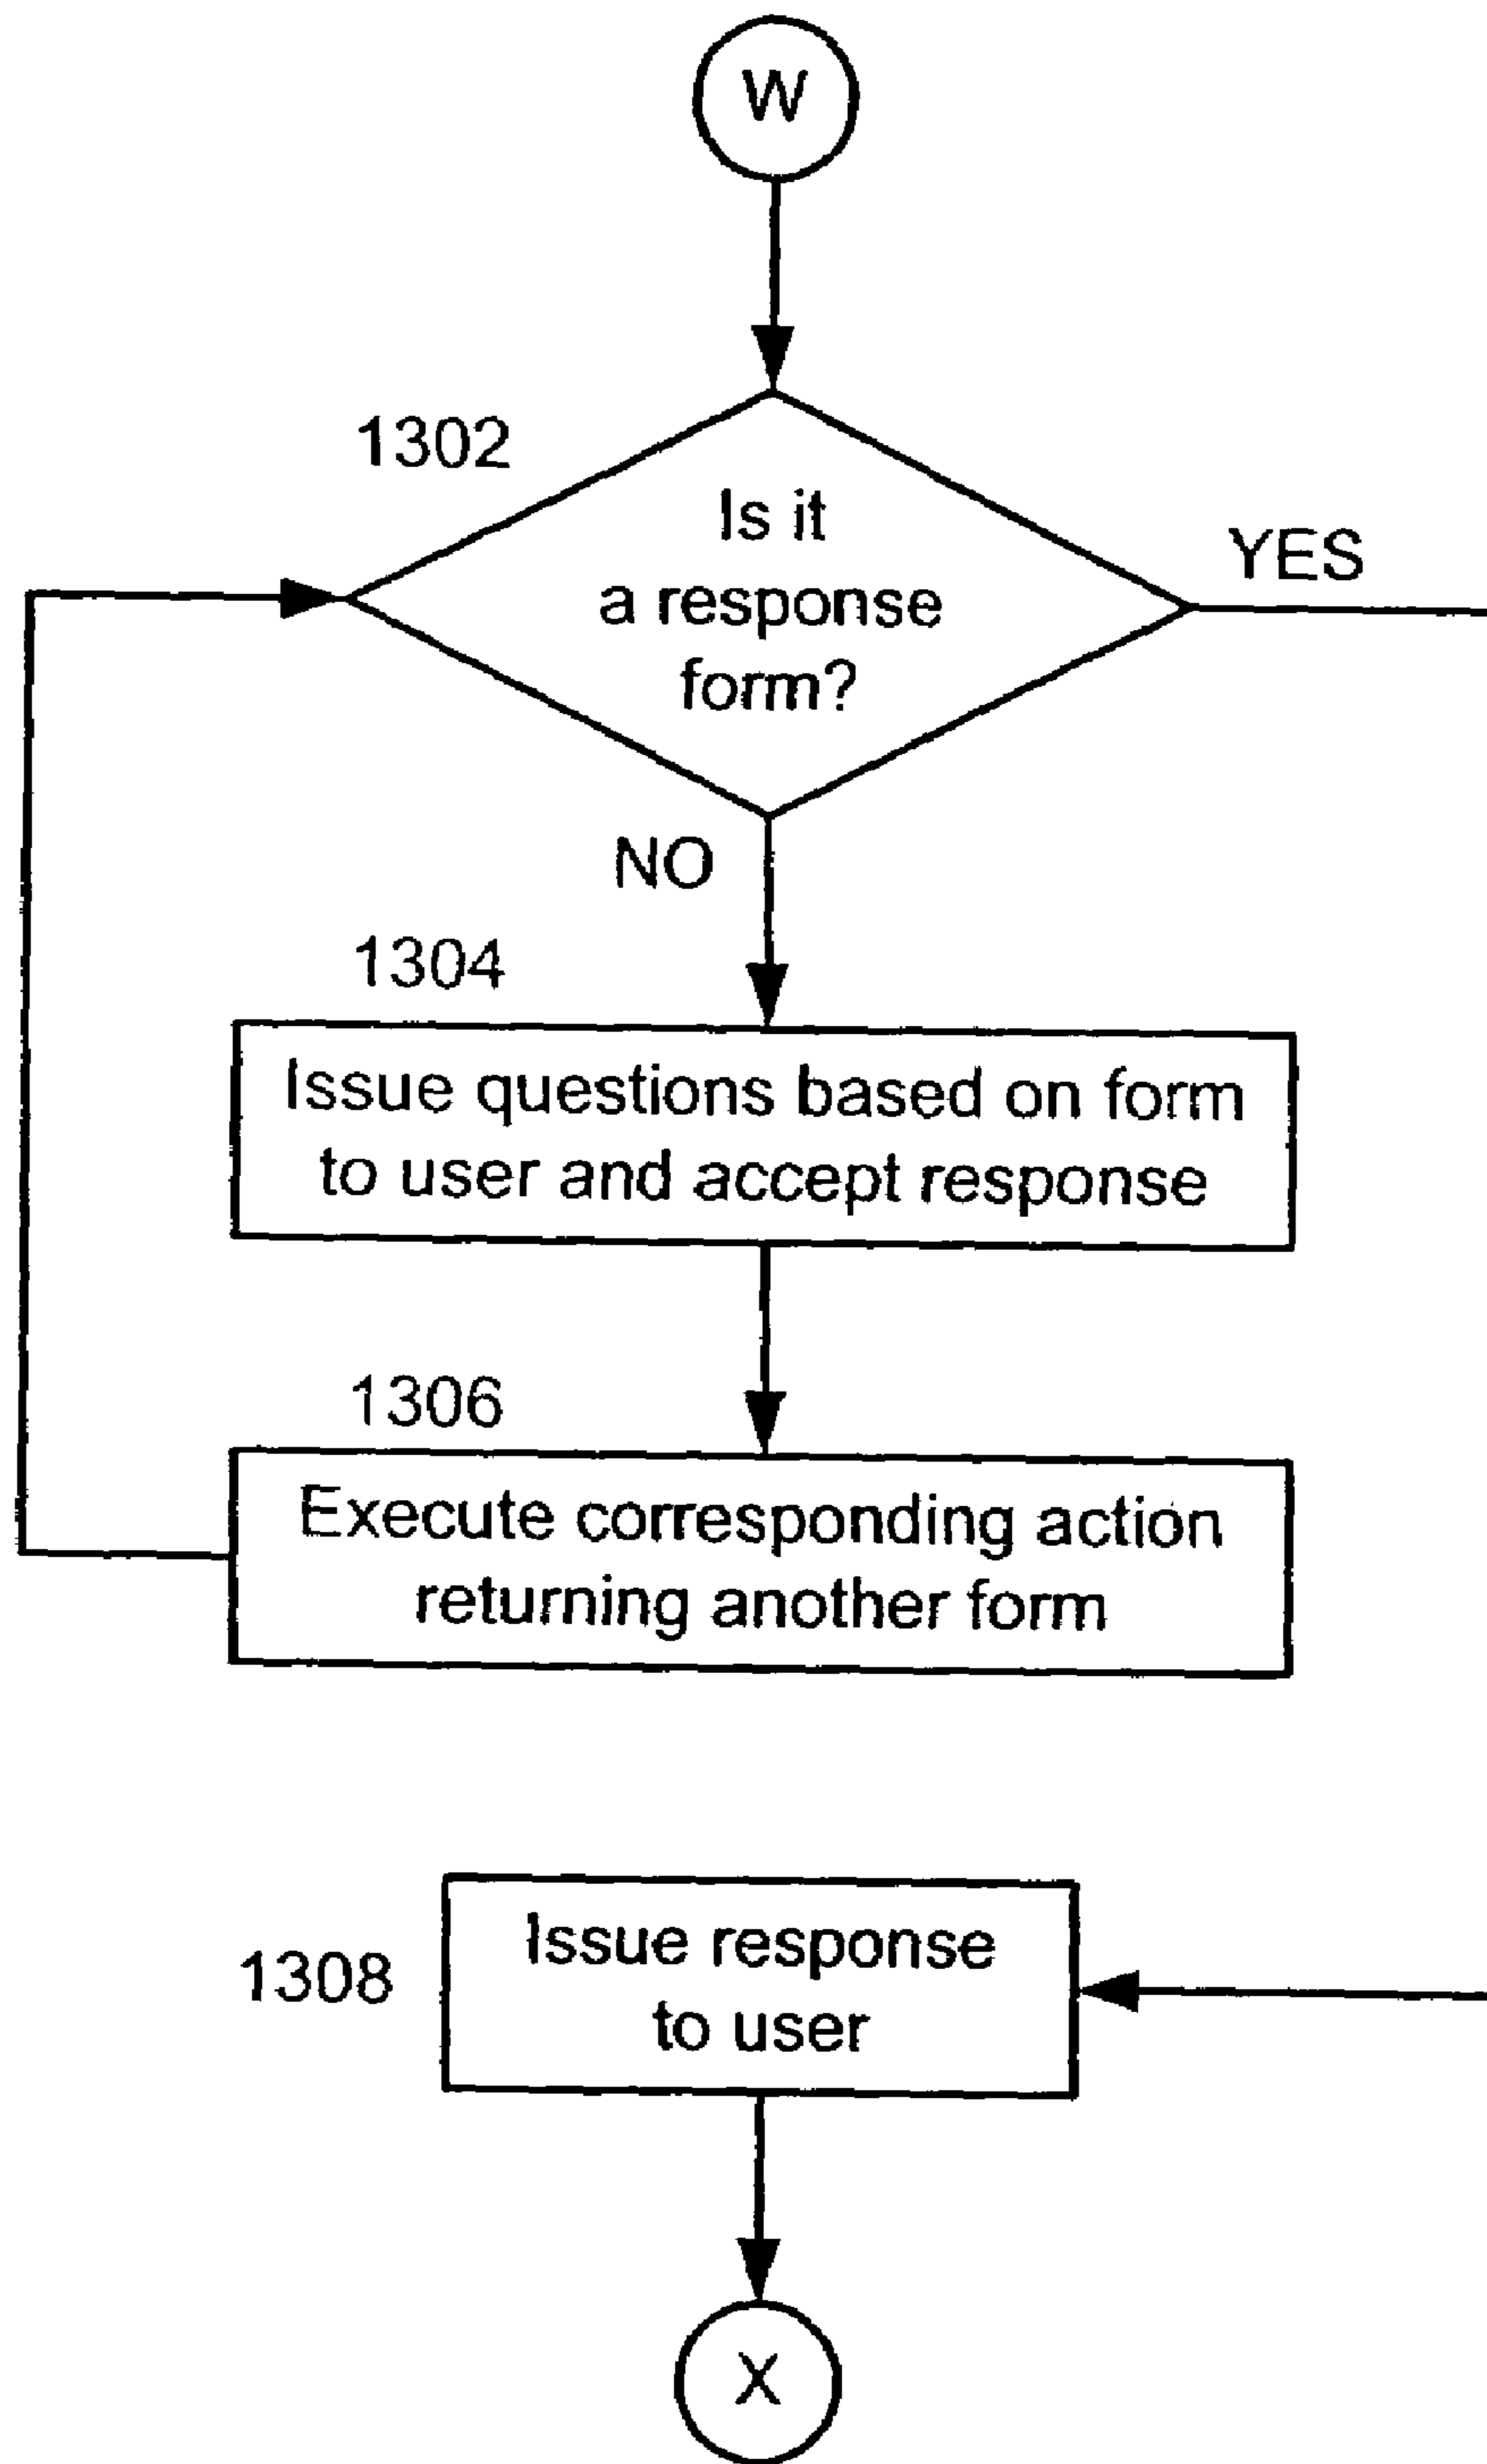 W
1302
Is it
a response
form?
YES
NO
1304
Issue questions based on form
to user and accept response
1306
Execute corresponding action
returning another form
1308
Issue response
to user
X